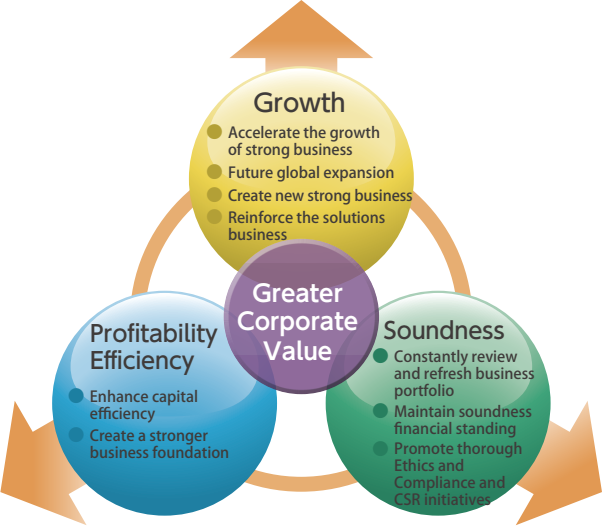 Growth
Accelerate the growth
of strong business
Future global expansion
Create new strong business
Reinforce the solutions
business
Greater
Corporate
Value
Profitability
Efficiency
Enhance capital
efficiency
Create a stronger
business foundation
Soundness
Constantly review
and refresh business
portfolio
Maintain soundness
financial standing
Promote thorough
Ethics and
Compliance and
CSR initiatives